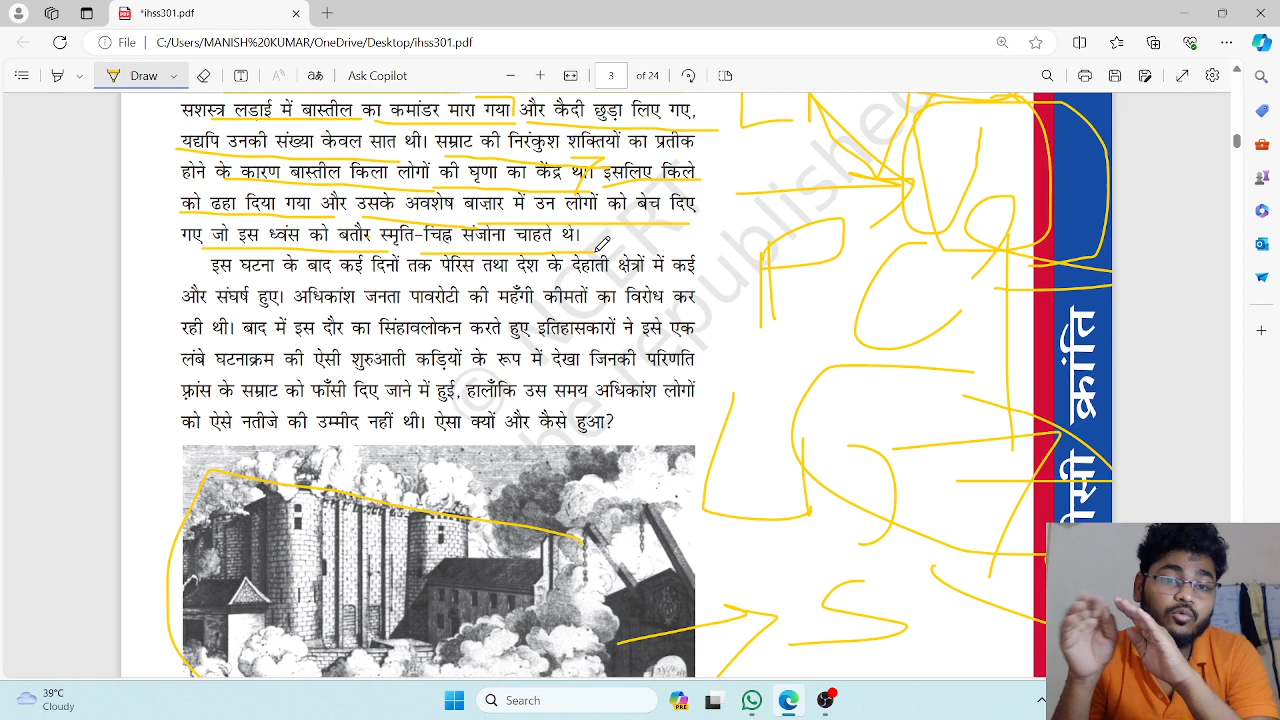 *ihss301.pdf
File C:/Users/MANISH%20KUMAR/OneDrive/Desktop/ihss301.pdf
Draw Ask Copilot 3 of 24
सशस्त्र लड़ाई में बास्तील का कमांडर मारा गया और कैदी छुड़ा लिए गए,
यद्यपि उनकी संख्या केवल सात थी। सम्राट की निरंकुश शक्तियों का प्रतीक
होने के कारण बास्तील किला लोगों की घृणा का केंद्र था। इसलिए किले
को ढहा दिया गया और उसके अवशेष बाज़ार में उन लोगों को बेच दिए
गए जो इस ध्वंस को बतौर स्मृति-चिह्न संजोना चाहते थे।
इस घटना के बाद कई दिनों तक पेरिस तथा देश के देहाती क्षेत्रों में कई
और संघर्ष हुए। अधिकांश जनता पावरोटी की महँगी कीमतों का विरोध कर
रही थी। बाद में इस दौर का सिंहावलोकन करते हुए इतिहासकारों ने इसे एक
लंबे घटनाक्रम की ऐसी शुरुआती कड़ियों के रूप में देखा जिनकी परिणति
फ़्रांस के सम्राट को फाँसी दिए जाने में हुई, हालाँकि उस समय अधिकांश लोगों
को ऐसे नतीजे की उम्मीद नहीं थी। ऐसा क्यों और कैसे हुआ?
© NCERT
be republished
क्रांति
39°C
Cloudy
Search